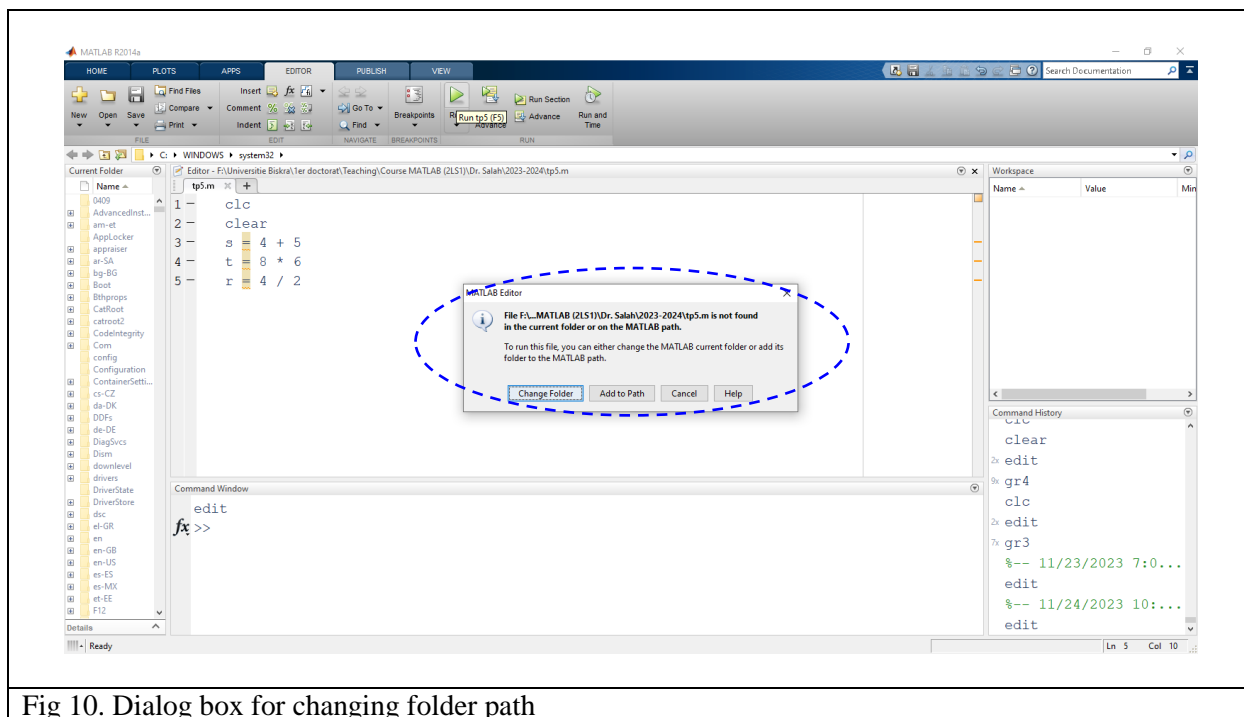 MATLAB R2014a
HOME PLOTS APPS EDITOR PUBLISH VIEW
Search Documentation
New Open Save
Find Files
Compare
Print
Insert fx
Comment
Indent
Go To
Find
Breakpoints
Run tp5 (F5)
Advance
Run Section
Advance
Run and
Time
FILE EDIT NAVIGATE BREAKPOINTS RUN
C: WINDOWS system32
Current Folder
Name
0409
AdvancedInst...
am-et
AppLocker
appraiser
ar-SA
bg-BG
Boot
Bthprops
CatRoot
catroot2
CodeIntegrity
Com
config
Configuration
ContainerSetti...
cs-CZ
da-DK
DDFs
de-DE
DiagSvcs
Dism
downlevel
drivers
DriverState
DriverStore
dsc
el-GR
en
en-GB
en-US
es-ES
es-MX
et-EE
F12
Details
Editor - F:\Universitie Biskra\1er doctorat\Teaching\Course MATLAB (2LS1)\Dr. Salah\2023-2024\tp5.m
tp5.m
1 clc
2 clear
3 s = 4 + 5
4 t = 8 * 6
5 r = 4 / 2
MATLAB Editor
File F:\...MATLAB (2LS1)\Dr. Salah\2023-2024\tp5.m is not found
in the current folder or on the MATLAB path.
To run this file, you can either change the MATLAB current folder or add its
folder to the MATLAB path.
Change Folder Add to Path Cancel Help
Command Window
edit
fx >>
Workspace
Name Value Min
Command History
clc
clear
2x edit
9x gr4
clc
2x edit
7x gr3
%-- 11/23/2023 7:0...
edit
%-- 11/24/2023 10:...
edit
Ready
Ln 5 Col 10
Fig 10. Dialog box for changing folder path